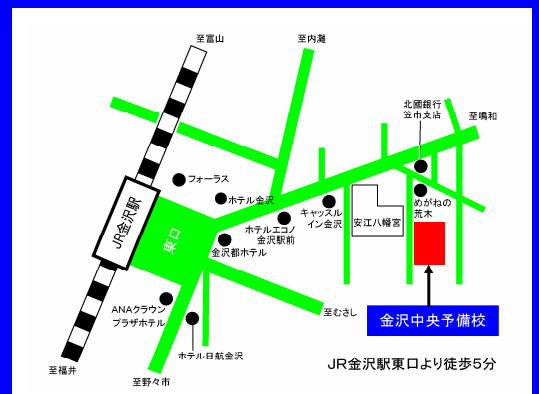 至富山
至内灘
北國銀行
笠市支店
至鳴和
フォーラス
ホテル金沢
キャッスル
イン金沢
安江八幡宮
めがねの
荒木
JR金沢駅
東口
ホテルエコノ
金沢駅前
金沢都ホテル
ANAクラウン
プラザホテル
至むさし
金沢中央予備校
ホテル日航金沢
至福井
至野々市
JR金沢駅東口より徒歩5分